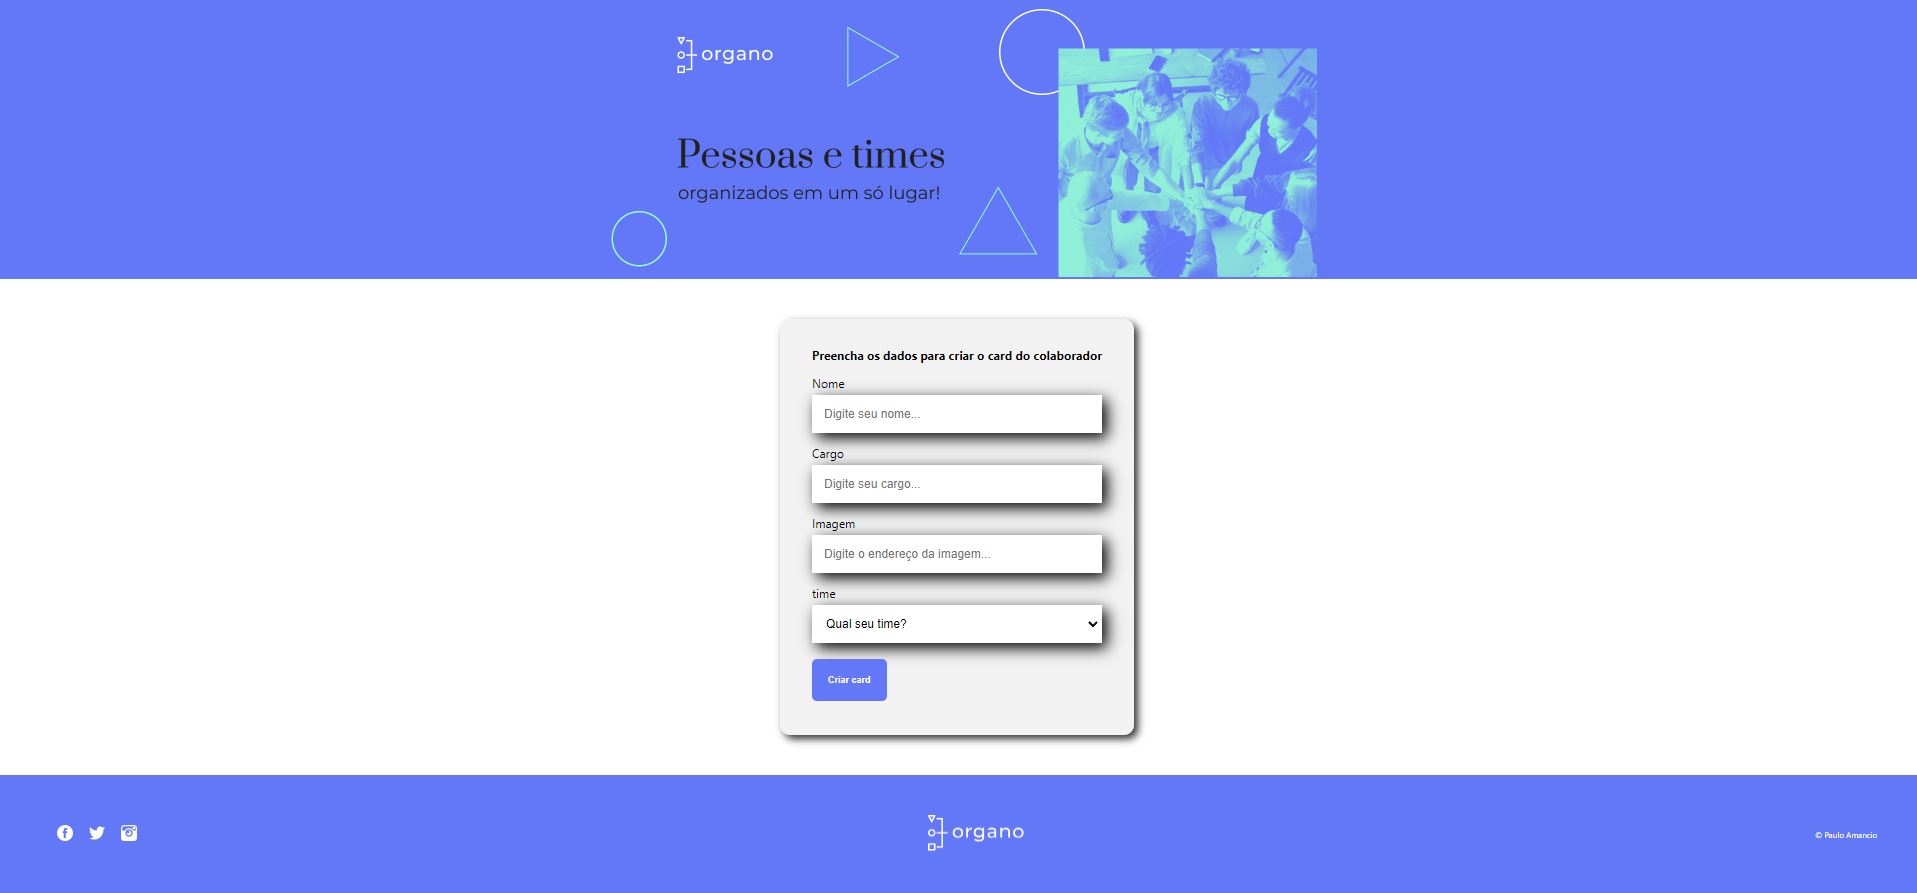 organo
Pessoas e times
organizados em um só lugar!
Preencha os dados para criar o card do colaborador
Nome
Digite seu nome...
Cargo
Digite seu cargo...
Imagem
Digite o endereço da imagem...
time
Qual seu time?
Criar card
organo
© Paulo Amancio